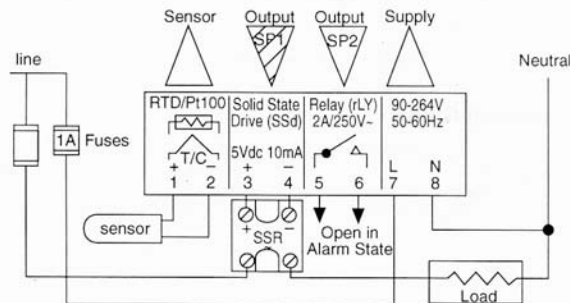 Sensor Output Output Supply
SP1 SP2
line Neutral
RTD/Pt100 Solid State Relay (rLY) 90-264V
Drive (SSd) 2A/250V~ 50-60Hz
1A Fuses
T/C 5Vdc 10mA L N
+ − + −
1 2 3 4 5 6 7 8
sensor + SSR − Open in
~ Alarm State
Load